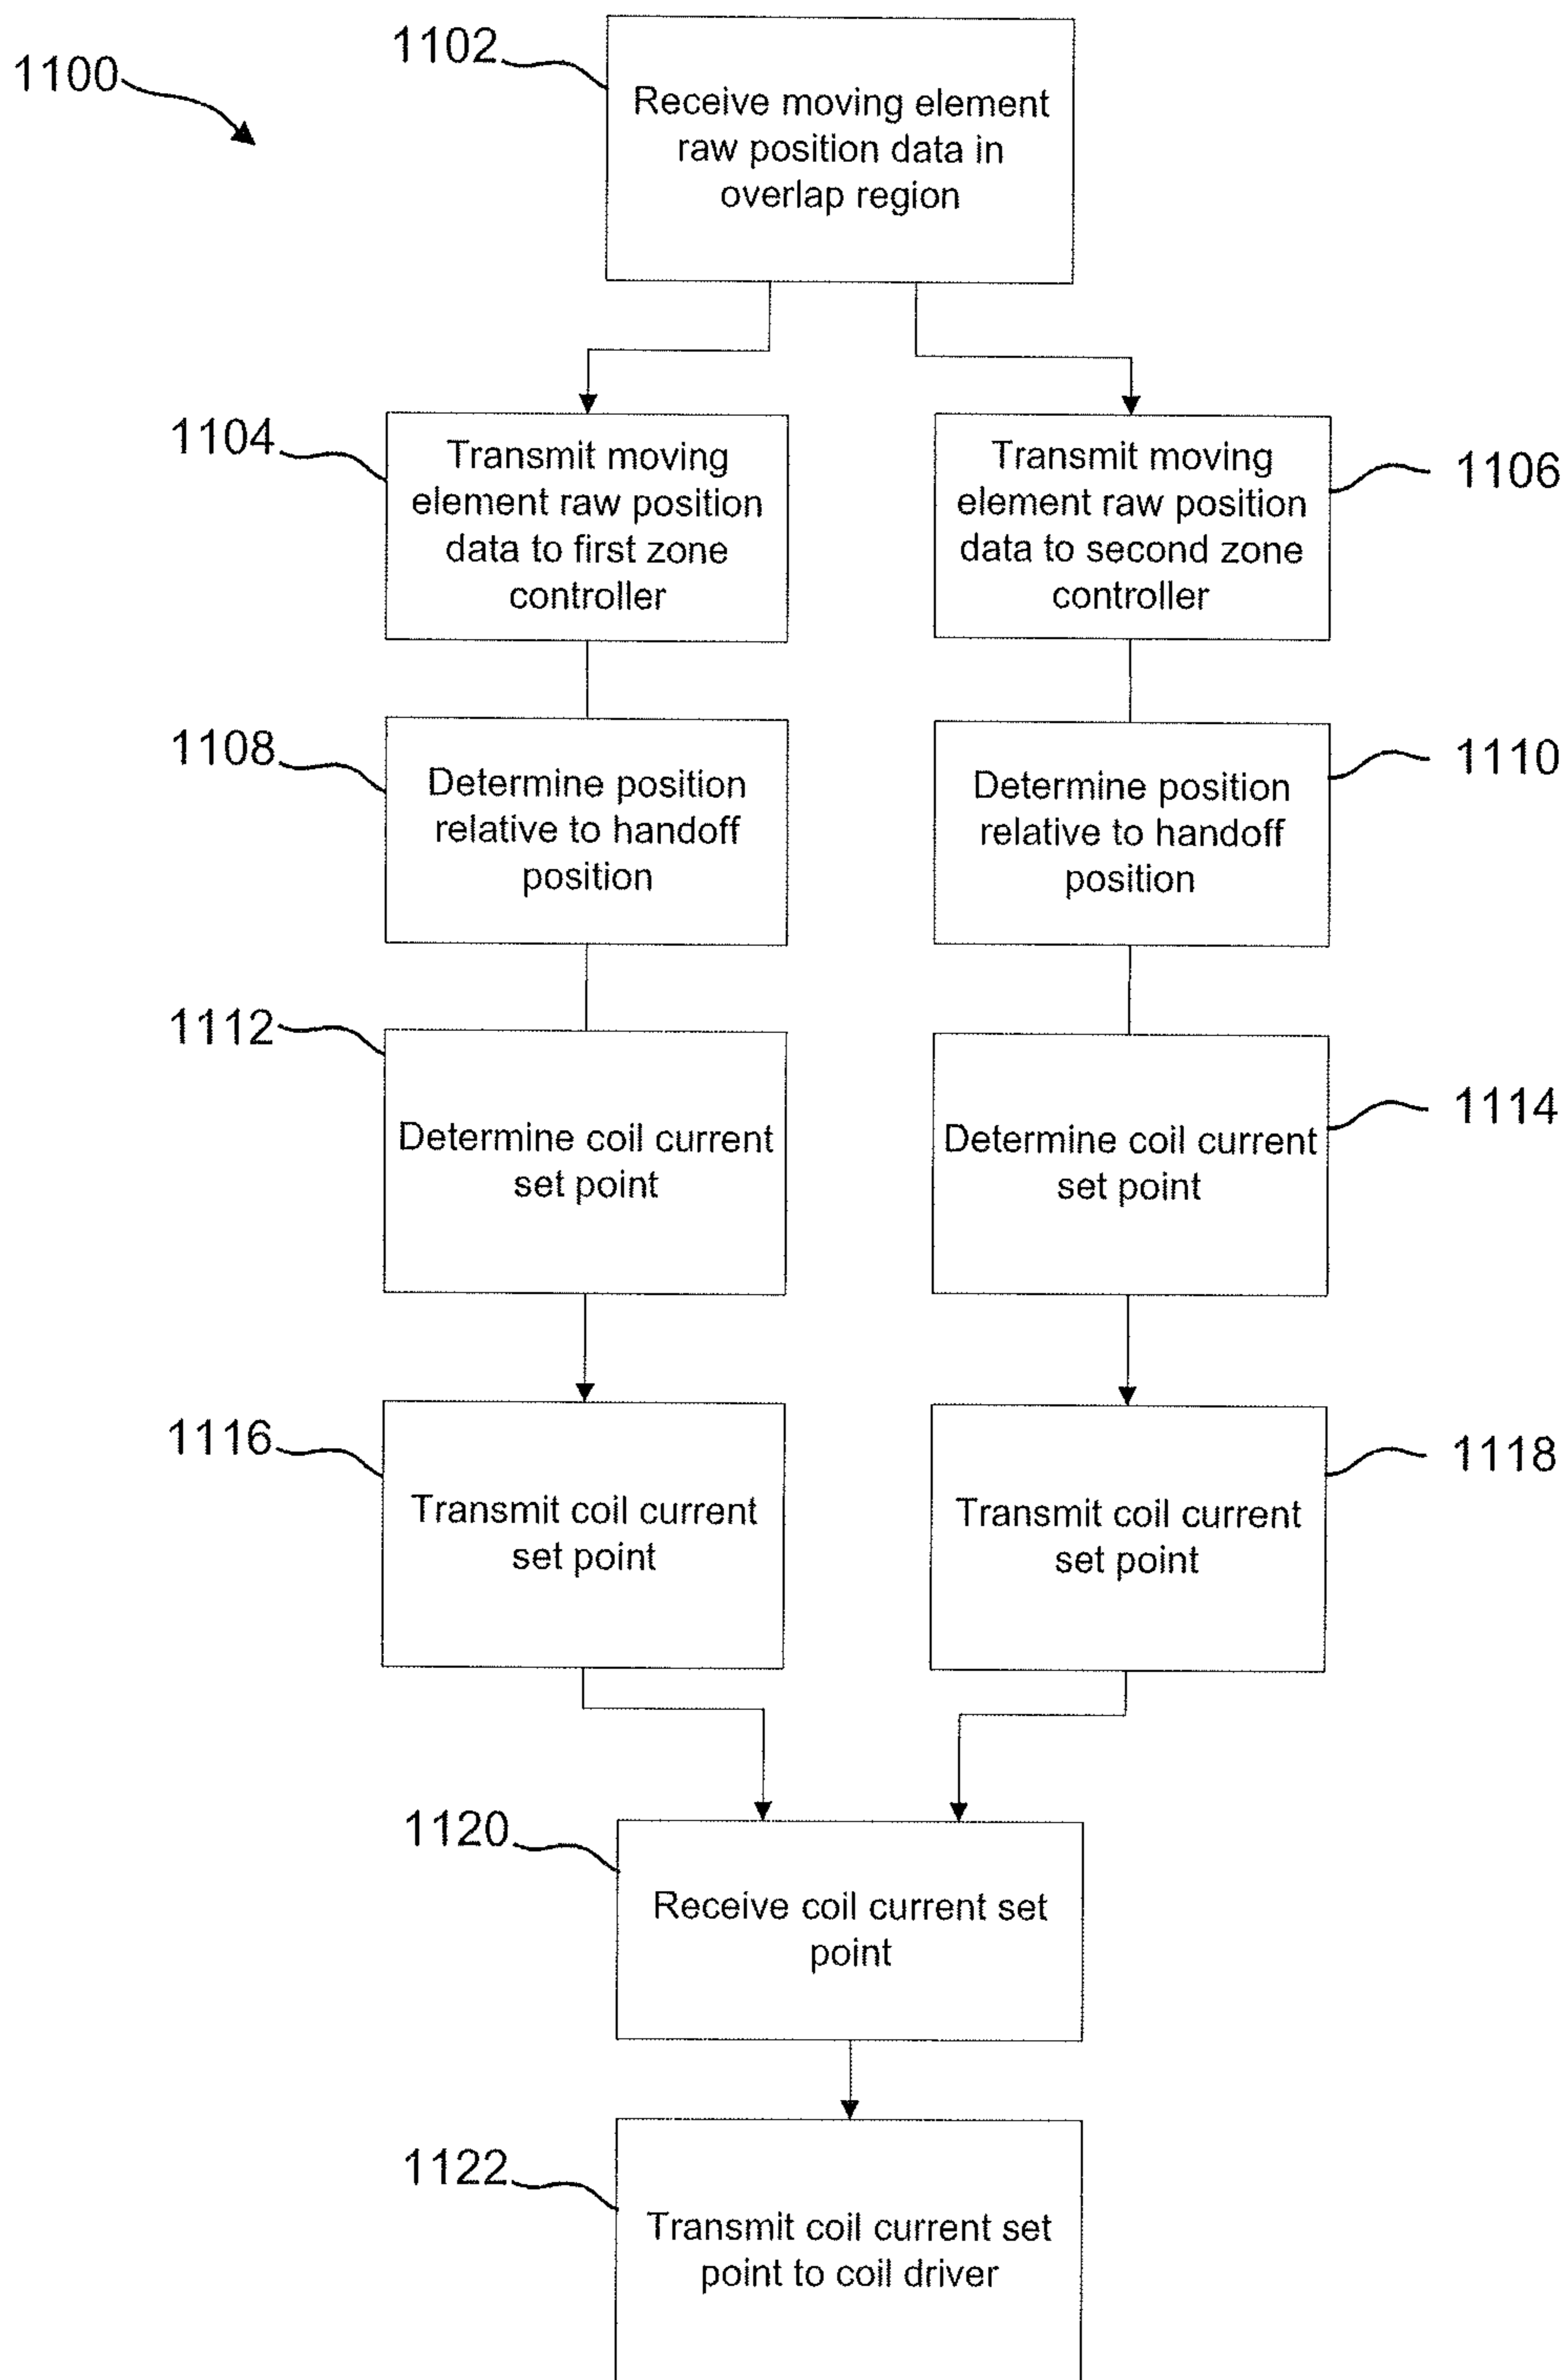 1100
1102
Receive moving element
raw position data in
overlap region
1104
Transmit moving
element raw position
data to first zone
controller
Transmit moving
element raw position
data to second zone
controller
1106
1108
Determine position
relative to handoff
position
Determine position
relative to handoff
position
1110
1112
Determine coil current
set point
Determine coil current
set point
1114
1116
Transmit coil current
set point
Transmit coil current
set point
1118
1120
Receive coil current set
point
1122
Transmit coil current set
point to coil driver